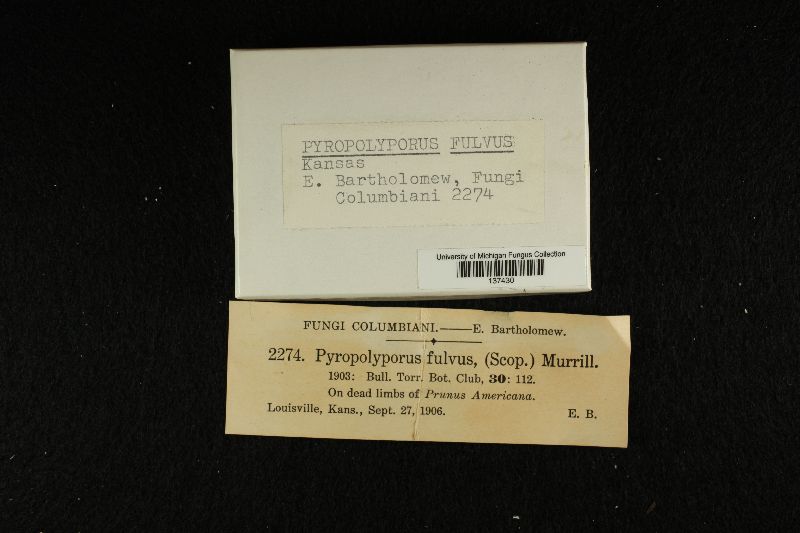 PYROPOLYPORUS FULVUS
Kansas
E. Bartholomew, Fungi
Columbiani 2274
University of Michigan Fungus Collection
137430
FUNGI COLUMBIANI.——E. Bartholomew.
2274. Pyropolyporus fulvus, (Scop.) Murrill.
1903: Bull. Torr. Bot. Club, 30: 112.
On dead limbs of Prunus Americana.
Louisville, Kans., Sept. 27, 1906. E. B.